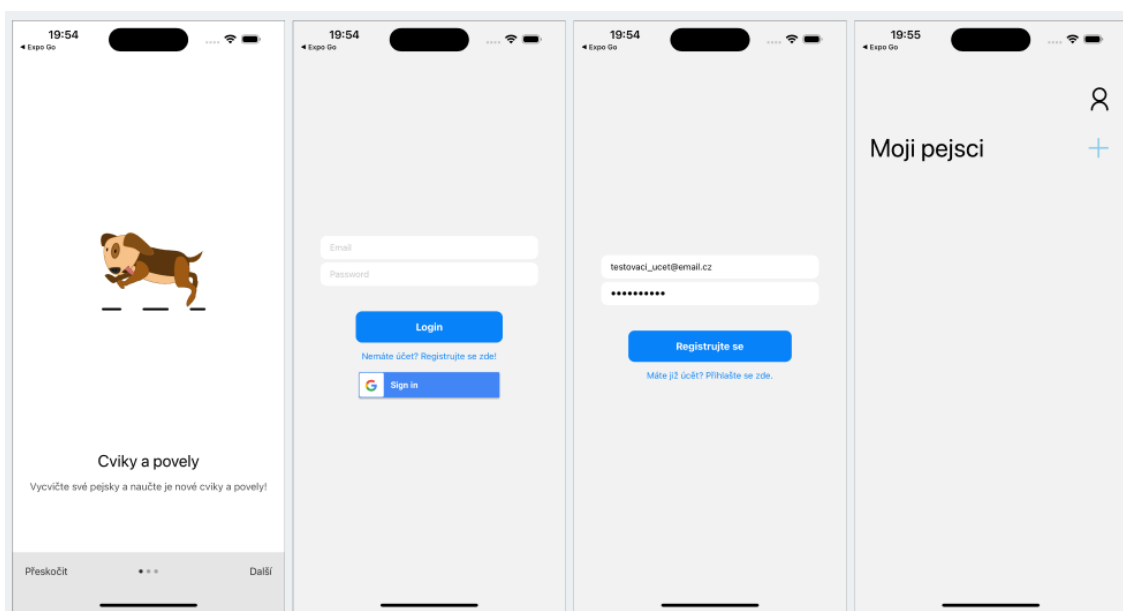 19:54
◄ Expo Go
Cviky a povely
Vycvičte své pejsky a naučte je nové cviky a povely!
Přeskočit
Další
19:54
◄ Expo Go
Email
Password
Login
Nemáte účet? Registrujte se zde!
G
Sign in
19:54
◄ Expo Go
testovaci_ucet@email.cz
••••••••••
Registrujte se
Máte již účět? Přihlašte se zde.
19:55
◄ Expo Go
Moji pejsci